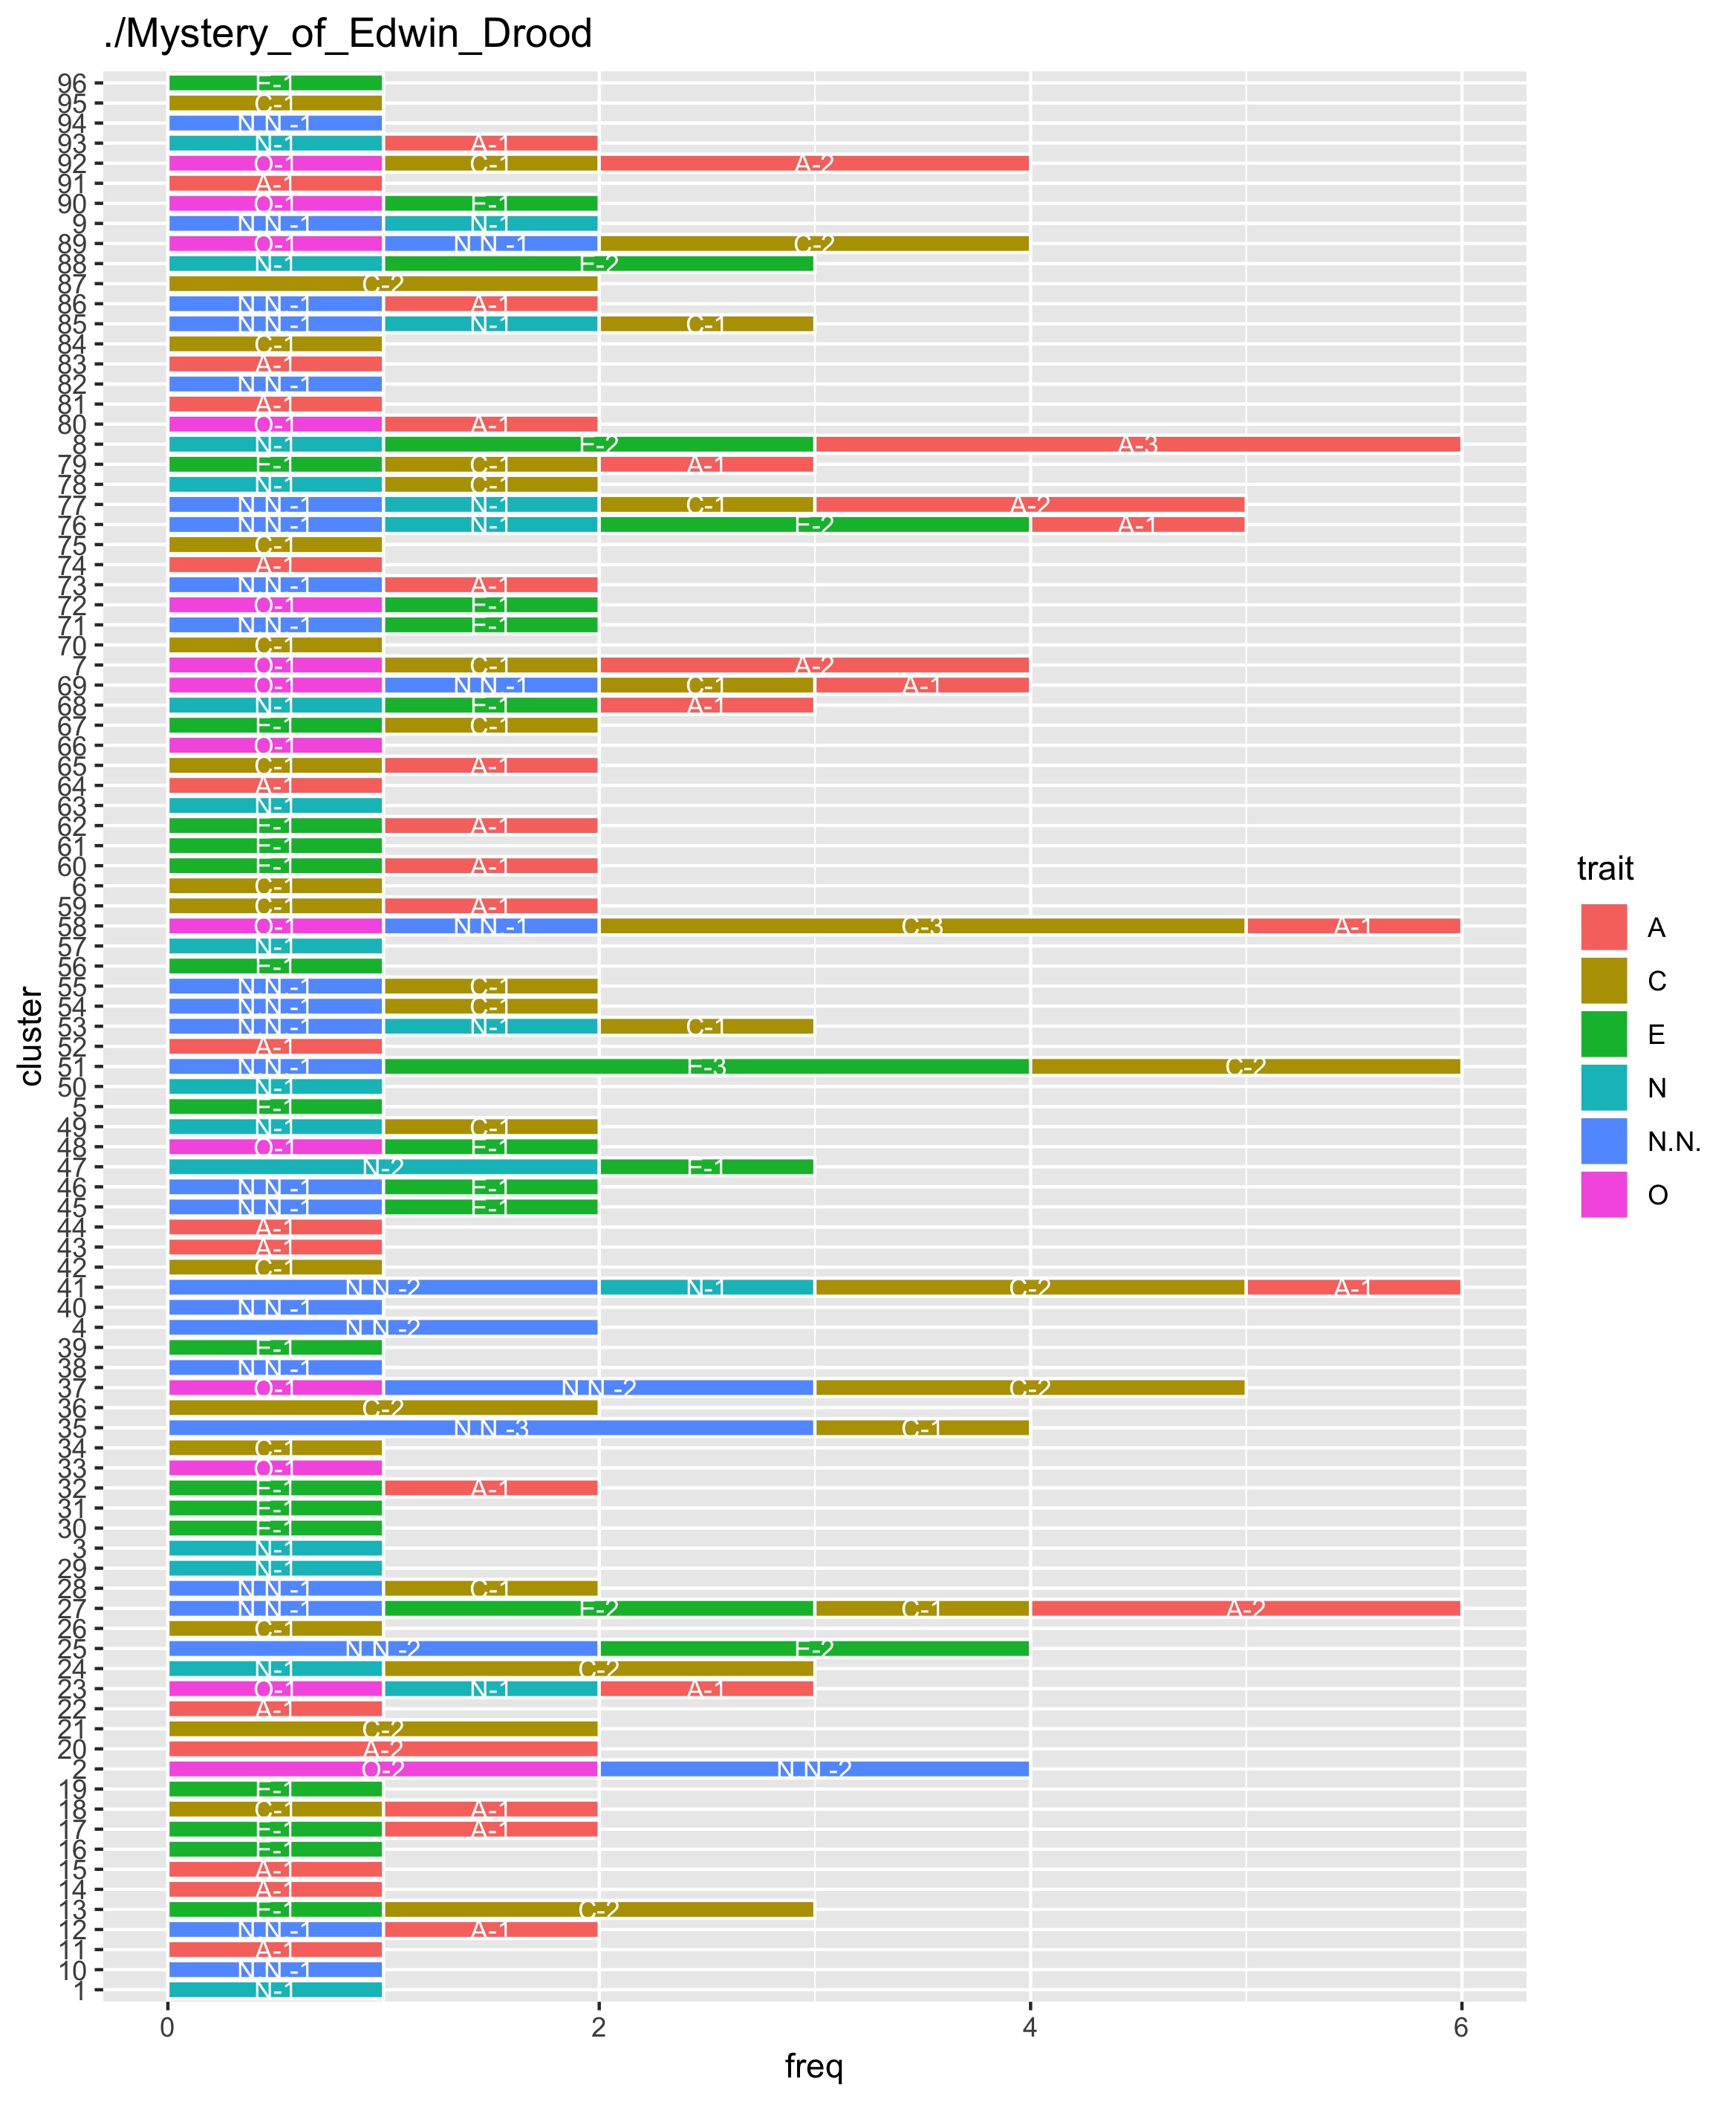 ./Mystery_of_Edwin_Drood
96 E-1
95 C-1
94 N.N.-1
93 N-1 A-1
92 O-1 C-1 A-2
91 A-1
90 O-1 E-1
9 N.N.-1 N-1
89 O-1 N.N.-1 C-2
88 N-1 E-2
87 C-2
86 N.N.-1 A-1
85 N.N.-1 N-1 C-1
84 C-1
83 A-1
82 N.N.-1
81 A-1
80 O-1 A-1
8 N-1 E-2 A-3
79 E-1 C-1 A-1
78 N-1 C-1
77 N.N.-1 N-1 C-1 A-2
76 N.N.-1 N-1 E-2 A-1
75 C-1
74 A-1
73 N.N.-1 A-1
72 O-1 E-1
71 N.N.-1 E-1
70 C-1
7 O-1 C-1 A-2
69 O-1 N.N.-1 C-1 A-1
68 N-1 E-1 A-1
67 E-1 C-1
66 O-1
65 C-1 A-1
64 A-1
63 N-1
62 E-1 A-1
61 E-1
60 E-1 A-1
6 C-1
59 C-1 A-1
58 O-1 N.N.-1 C-3 A-1
57 N-1
56 E-1
55 N.N.-1 C-1
54 N.N.-1 C-1
53 N.N.-1 N-1 C-1
52 A-1
51 N.N.-1 E-3 C-2
50 N-1
5 E-1
49 N-1 C-1
48 O-1 E-1
47 N-2 E-1
46 N.N.-1 E-1
45 N.N.-1 E-1
44 A-1
43 A-1
42 C-1
41 N.N.-2 N-1 C-2 A-1
40 N.N.-1
4 N.N.-2
39 E-1
38 N.N.-1
37 O-1 N.N.-2 C-2
36 C-2
35 N.N.-3 C-1
34 C-1
33 O-1
32 E-1 A-1
31 E-1
30 E-1
3 N-1
29 N-1
28 N.N.-1 C-1
27 N.N.-1 E-2 C-1 A-2
26 C-1
25 N.N.-2 E-2
24 N-1 C-2
23 O-1 N-1 A-1
22 A-1
21 C-2
20 A-2
2 O-2 N.N.-2
19 E-1
18 C-1 A-1
17 E-1 A-1
16 E-1
15 A-1
14 A-1
13 E-1 C-2
12 N.N.-1 A-1
11 A-1
10 N.N.-1
1 N-1
0 2 4 6
freq
cluster
trait
A
C
E
N
N.N.
O